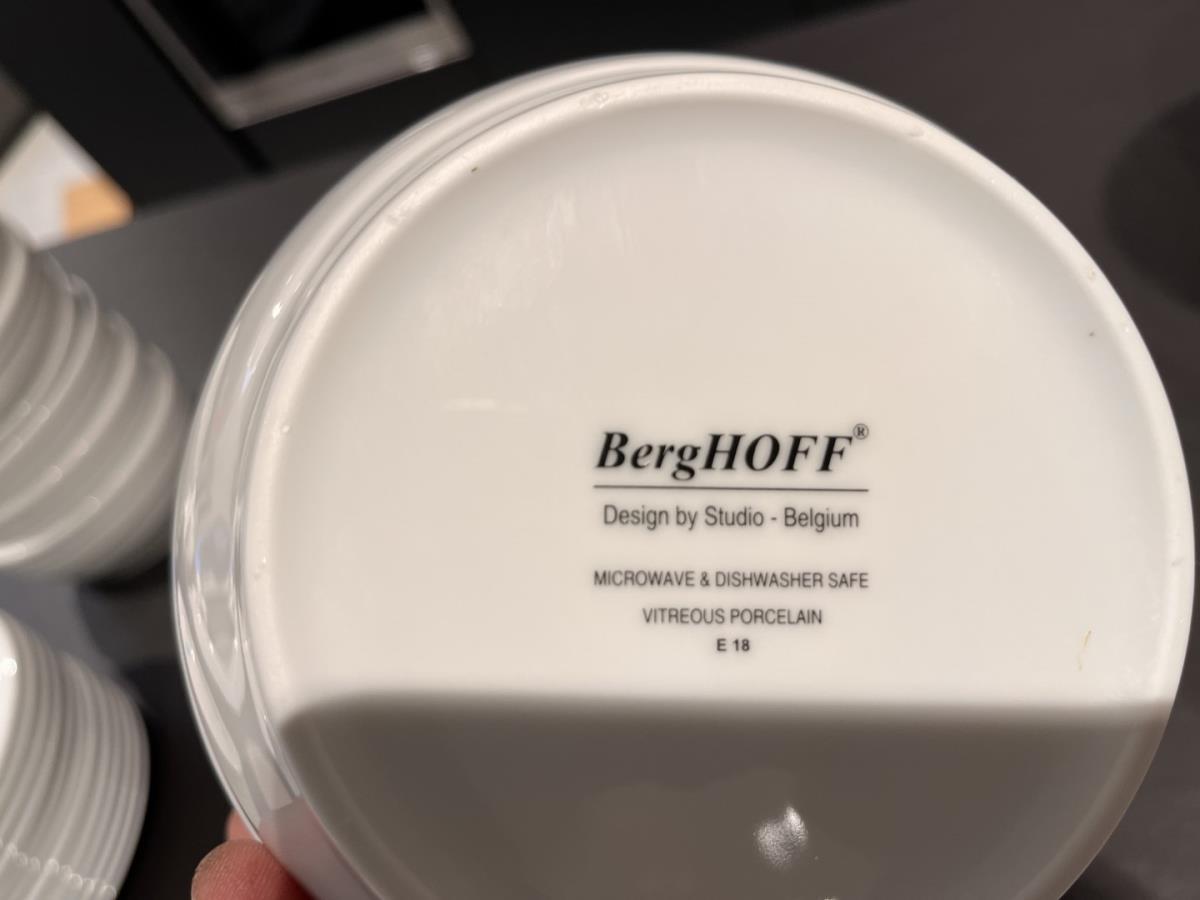 BergHOFF®
Design by Studio - Belgium
MICROWAVE & DISHWASHER SAFE
VITREOUS PORCELAIN
E 18